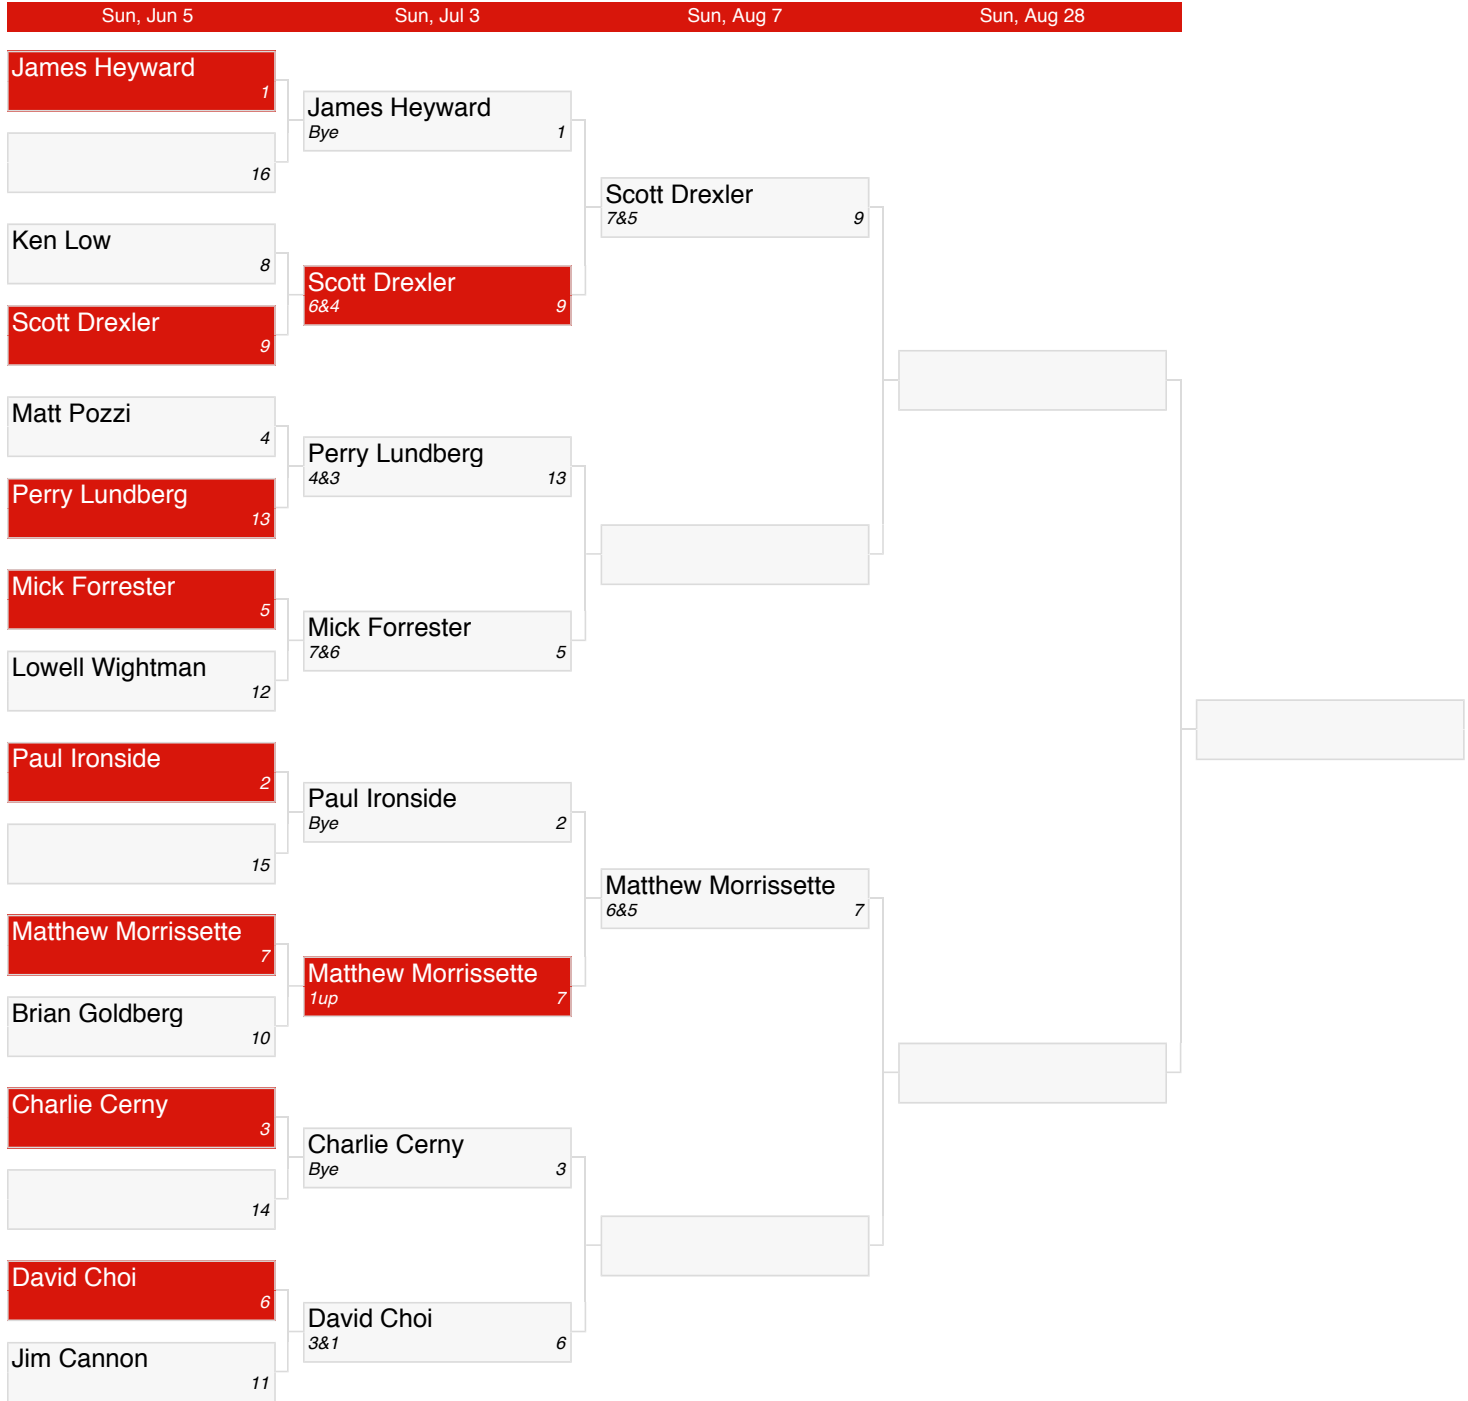 Sun, Jun 5
Sun, Jul 3
Sun, Aug 7
Sun, Aug 28
James Heyward
1
16
Ken Low
8
Scott Drexler
9
Matt Pozzi
4
Perry Lundberg
13
Mick Forrester
5
Lowell Wightman
12
Paul Ironside
2
15
Matthew Morrissette
7
Brian Goldberg
10
Charlie Cerny
3
14
David Choi
6
Jim Cannon
11
James Heyward
Bye 1
Scott Drexler
6&4 9
Perry Lundberg
4&3 13
Mick Forrester
7&6 5
Paul Ironside
Bye 2
Matthew Morrissette
1up 7
Charlie Cerny
Bye 3
David Choi
3&1 6
Scott Drexler
7&5 9
Matthew Morrissette
6&5 7